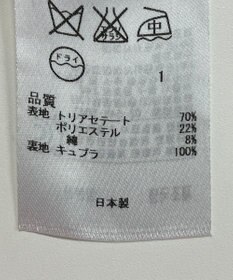 中
ドライ
1
品質
表地 トリアセテート 70%
ポリエステル 22%
綿 8%
裏地 キュプラ 100%
日本製